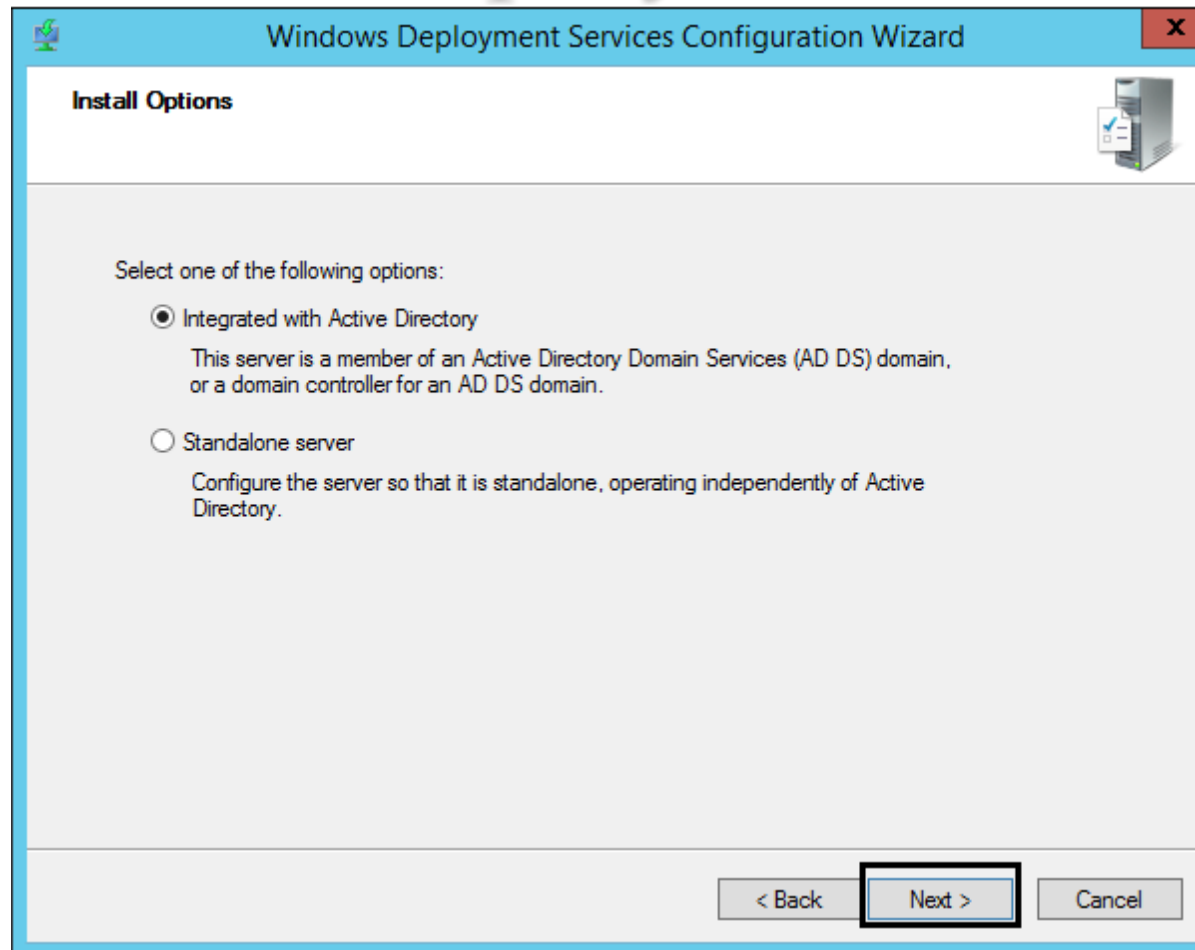 Windows Deployment Services Configuration Wizard
x
Install Options
Select one of the following options:
Integrated with Active Directory
This server is a member of an Active Directory Domain Services (AD DS) domain,
or a domain controller for an AD DS domain.
Standalone server
Configure the server so that it is standalone, operating independently of Active
Directory.
< Back
Next >
Cancel